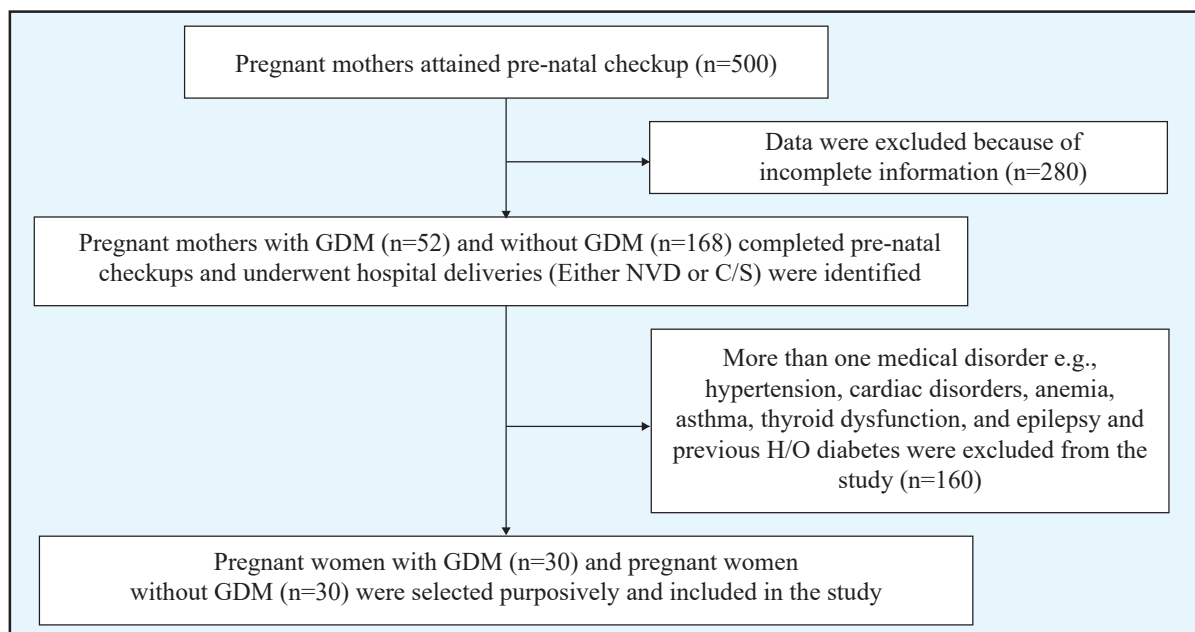 Pregnant mothers attained pre-natal checkup (n=500)
Data were excluded because of
incomplete information (n=280)
Pregnant mothers with GDM (n=52) and without GDM (n=168) completed pre-natal
checkups and underwent hospital deliveries (Either NVD or C/S) were identified
More than one medical disorder e.g.,
hypertension, cardiac disorders, anemia,
asthma, thyroid dysfunction, and epilepsy and
previous H/O diabetes were excluded from the
study (n=160)
Pregnant women with GDM (n=30) and pregnant women
without GDM (n=30) were selected purposively and included in the study